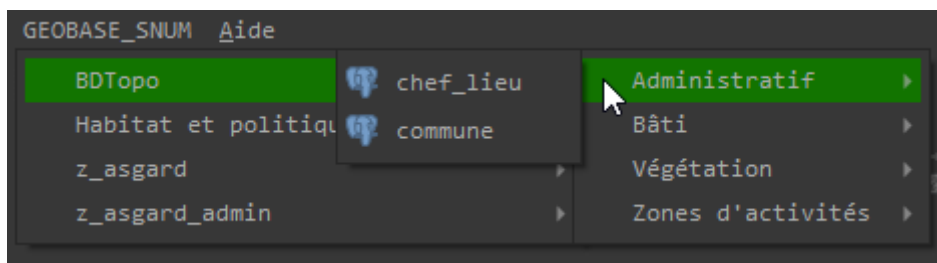 GEOBASE_SNUM Aide
BDTopo chef_lieu Administratif
Habitat et politiqu commune Bâti
z_asgard Végétation
z_asgard_admin Zones d'activités